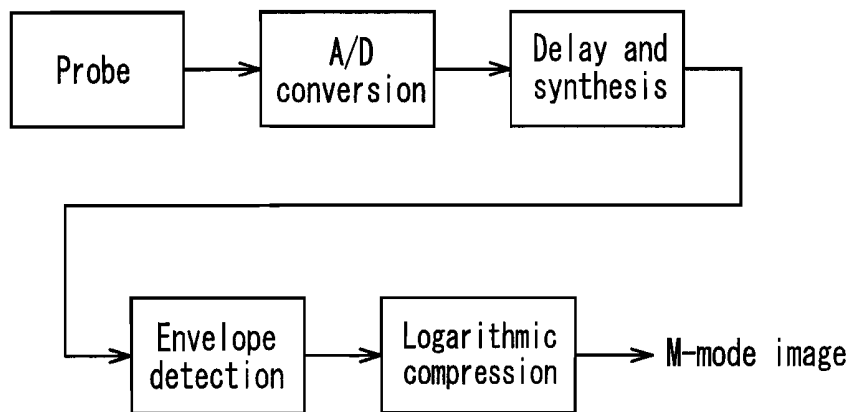 Probe
A/D
conversion
Delay and
synthesis
Envelope
detection
Logarithmic
compression
M-mode image